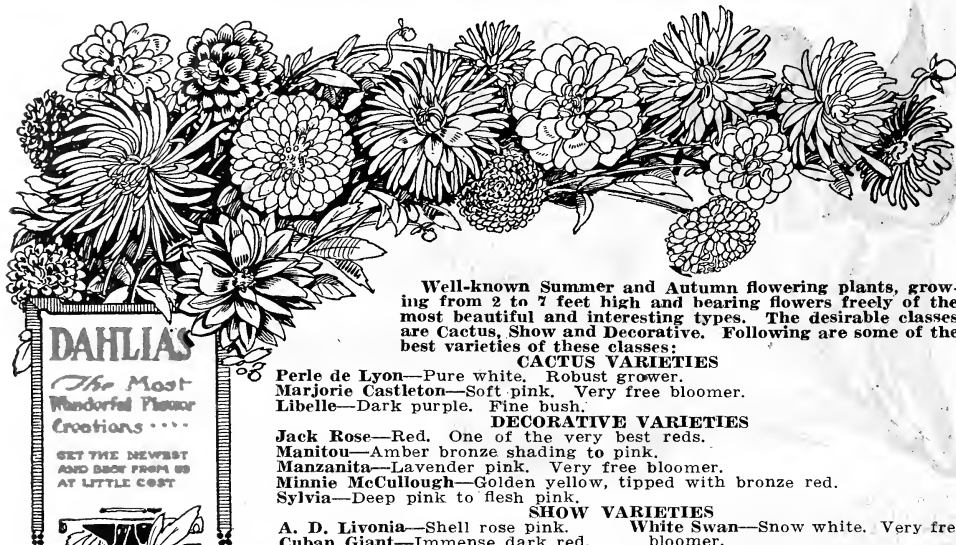 Well-known Summer and Autumn flowering plants, grow-
ing from 2 to 7 feet high and bearing flowers freely of the
most beautiful and interesting types. The desirable classes
are Cactus, Show and Decorative. Following are some of the
best varieties of these classes:
CACTUS VARIETIES
Perle de Lyon—Pure white. Robust grower.
Marjorie Castleton—Soft pink. Very free bloomer.
Libelle—Dark purple. Fine bush.
DECORATIVE VARIETIES
Jack Rose—Red. One of the very best reds.
Manitou—Amber bronze shading to pink.
Manzanita—Lavender pink. Very free bloomer.
Minnie McCullough—Golden yellow, tipped with bronze red.
Sylvia—Deep pink to flesh pink.
SHOW VARIETIES
A. D. Livonia—Shell rose pink.
Cuban Giant—Immense dark red.
White Swan—Snow white. Very fre
bloomer.
DAHLIAS
The Most
Wonderful Flower
Creations ····
GET THE NEWEST
AND BEST FROM US
AT LITTLE COST